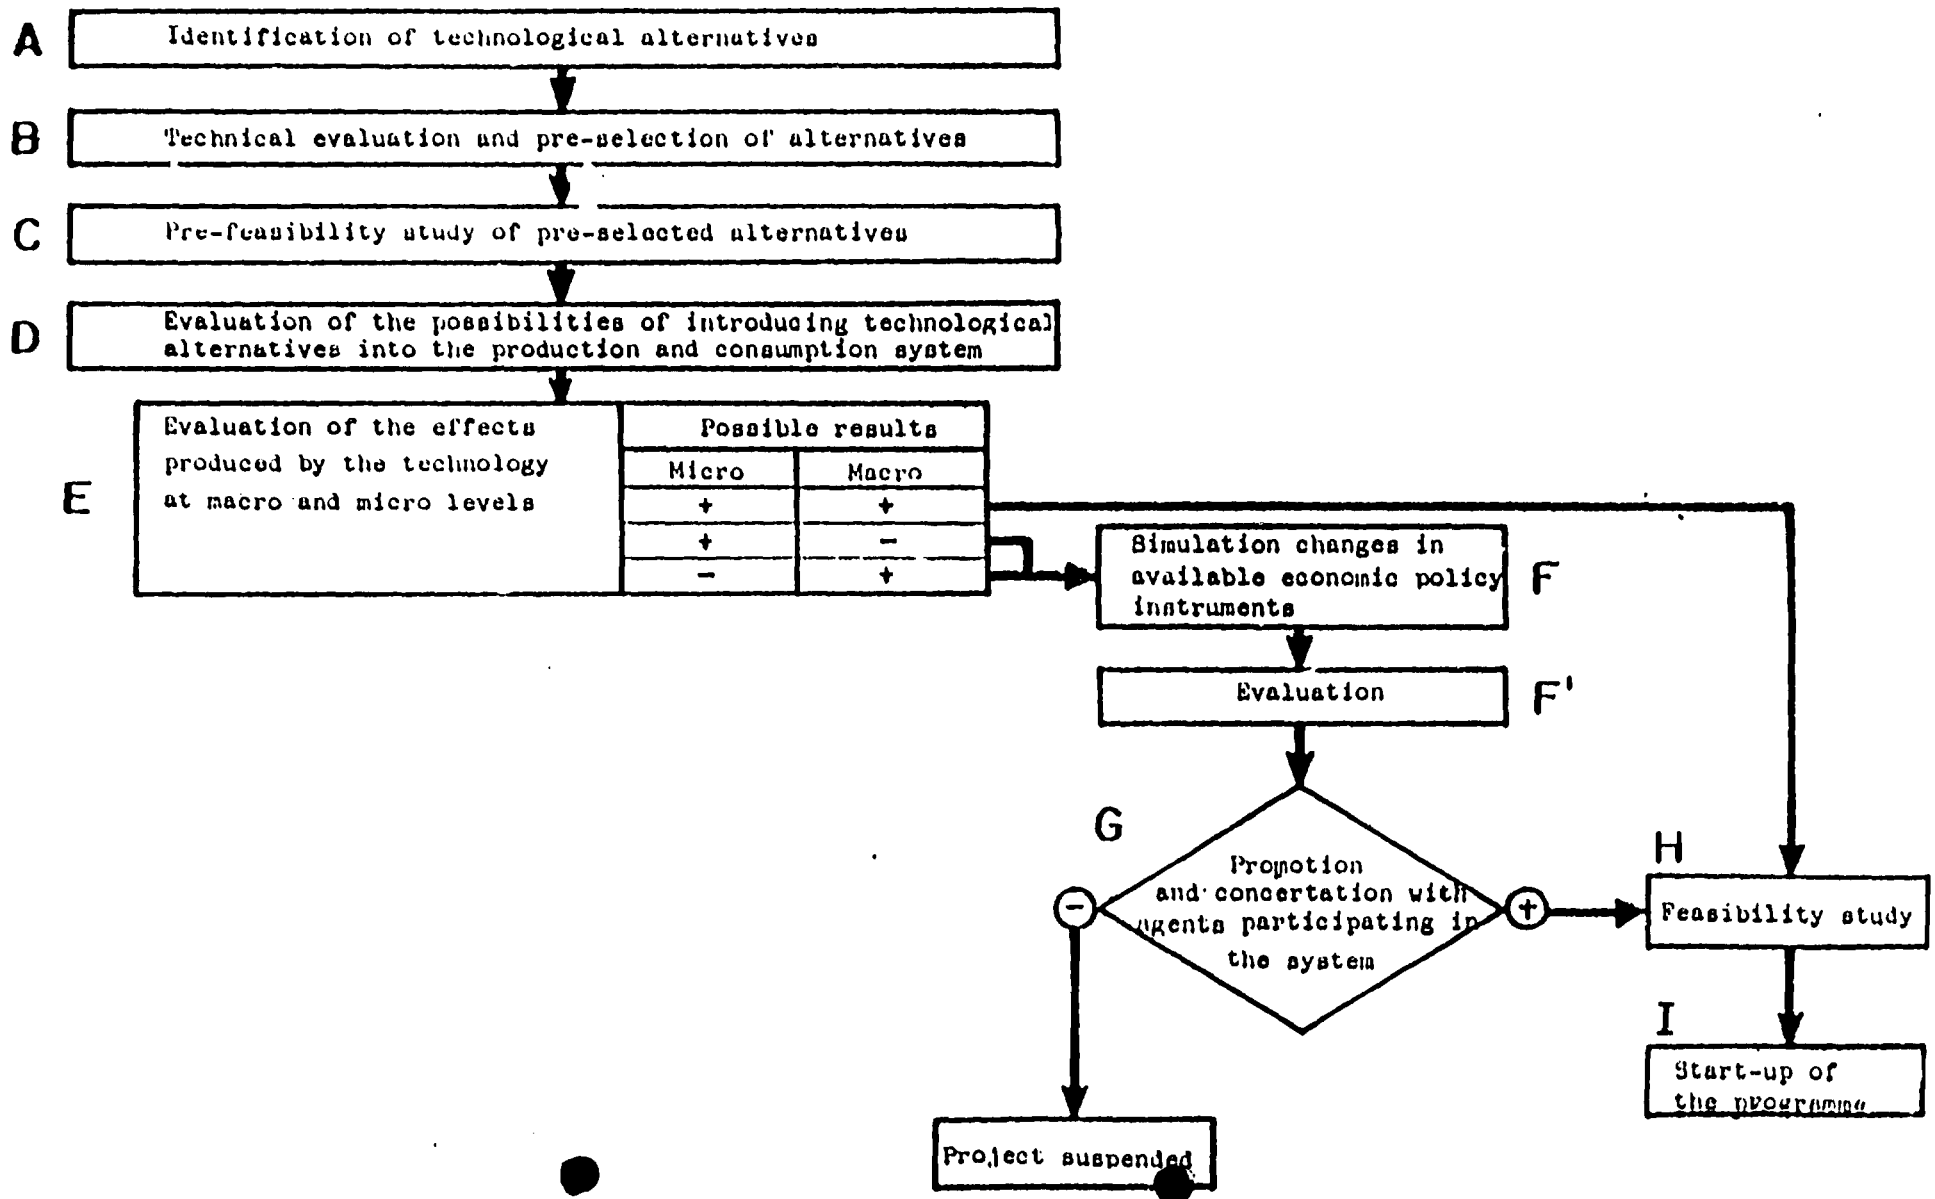 A
Identification of technological alternatives
B
Technical evaluation and pre-selection of alternatives
C
Pre-feasibility study of pre-selected alternatives
D
Evaluation of the possibilities of introducing technological
alternatives into the production and consumption system
E
Evaluation of the effects
produced by the technology
at macro and micro levels
Possible results
Micro Macro
+ +
+ -
- +
Simulation changes in
available economic policy
instruments
F
Evaluation
F'
G
Promotion
and concertation with
agents participating in
the system
-
+
H
Feasibility study
I
Start-up of
the programme
Project suspended